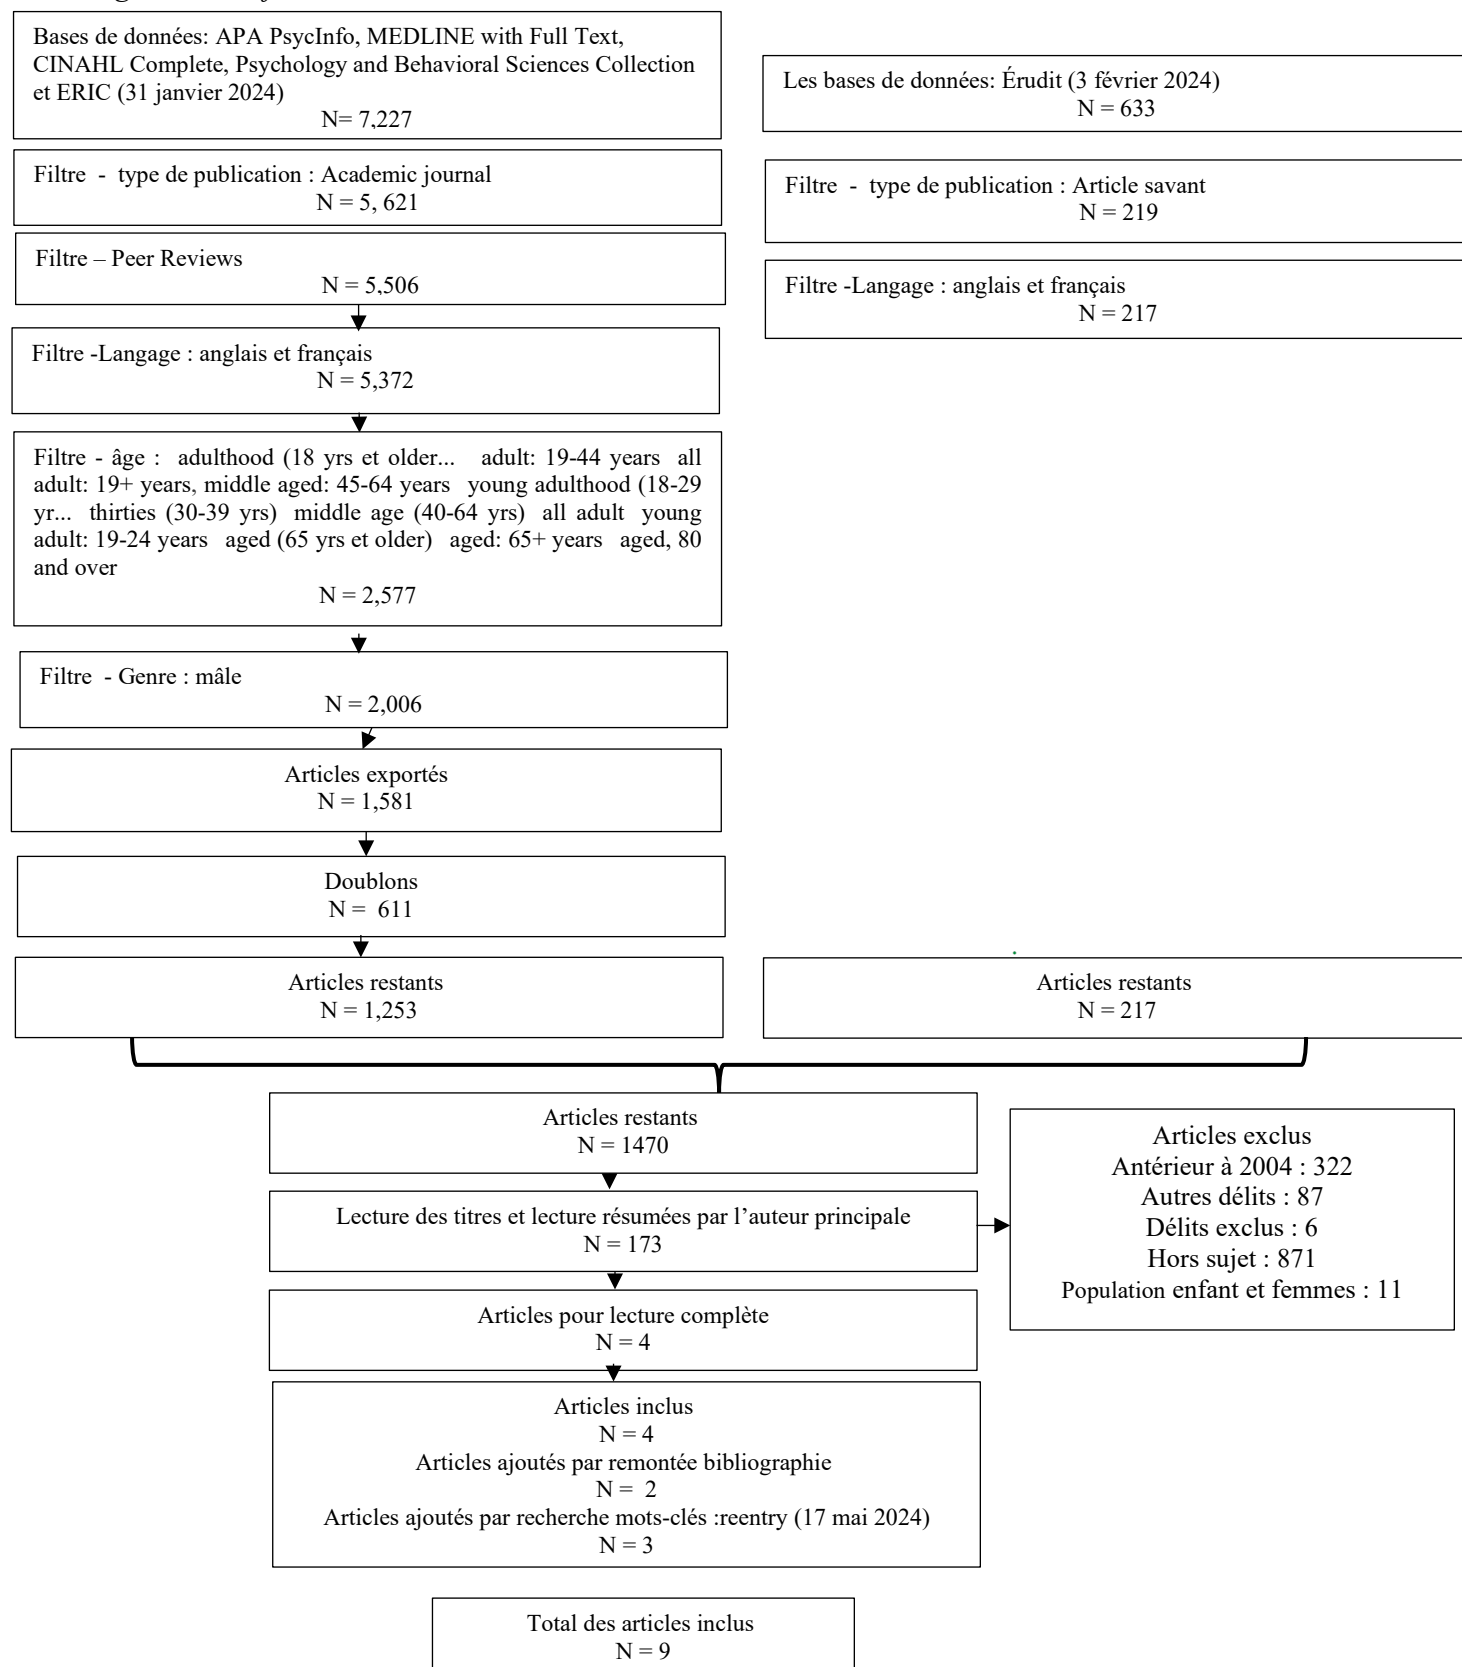 Bases de données: APA PsycInfo, MEDLINE with Full Text,
CINAHL Complete, Psychology and Behavioral Sciences Collection
et ERIC (31 janvier 2024)
N= 7,227
Filtre - type de publication : Academic journal
N = 5, 621
Filtre – Peer Reviews
N = 5,506
Filtre -Langage : anglais et français
N = 5,372
Filtre - âge : adulthood (18 yrs et older... adult: 19-44 years all
adult: 19+ years, middle aged: 45-64 years young adulthood (18-29
yr... thirties (30-39 yrs) middle age (40-64 yrs) all adult young
adult: 19-24 years aged (65 yrs et older) aged: 65+ years aged, 80
and over
N = 2,577
Filtre - Genre : mâle
N = 2,006
Articles exportés
N = 1,581
Doublons
N = 611
Articles restants
N = 1,253
Les bases de données: Érudit (3 février 2024)
N = 633
Filtre - type de publication : Article savant
N = 219
Filtre -Langage : anglais et français
N = 217
Articles restants
N = 217
Articles restants
N = 1470
Lecture des titres et lecture résumées par l'auteur principale
N = 173
Articles exclus
Antérieur à 2004 : 322
Autres délits : 87
Délits exclus : 6
Hors sujet : 871
Population enfant et femmes : 11
Articles pour lecture complète
N = 4
Articles inclus
N = 4
Articles ajoutés par remontée bibliographie
N = 2
Articles ajoutés par recherche mots-clés :reentry (17 mai 2024)
N = 3
Total des articles inclus
N = 9